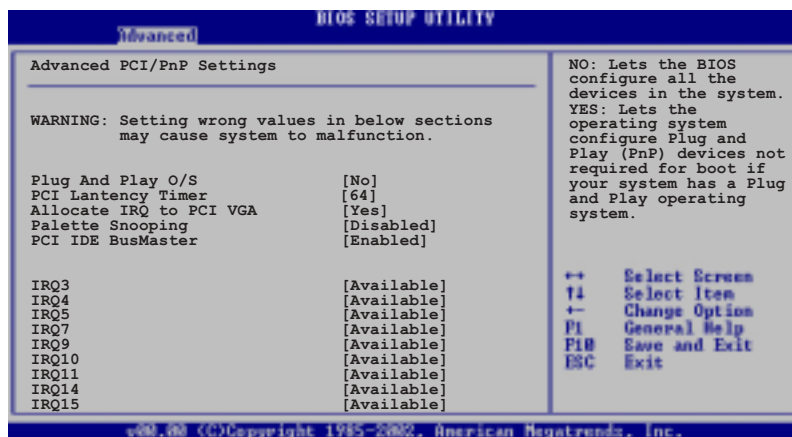 BIOS SETUP UTILITY
Advanced
Advanced PCI/PnP Settings
WARNING: Setting wrong values in below sections
may cause system to malfunction.
Plug And Play O/S [No]
PCI Lantency Timer [64]
Allocate IRQ to PCI VGA [Yes]
Palette Snooping [Disabled]
PCI IDE BusMaster [Enabled]
IRQ3 [Available]
IRQ4 [Available]
IRQ5 [Available]
IRQ7 [Available]
IRQ9 [Available]
IRQ10 [Available]
IRQ11 [Available]
IRQ14 [Available]
IRQ15 [Available]
NO: Lets the BIOS
configure all the
devices in the system.
YES: Lets the
operating system
configure Plug and
Play (PnP) devices not
required for boot if
your system has a Plug
and Play operating
system.
↔ Select Screen
↑↓ Select Item
+- Change Option
F1 General Help
F10 Save and Exit
ESC Exit
v00.00 (C)Copyright 1985-2002, American Megatrends, Inc.